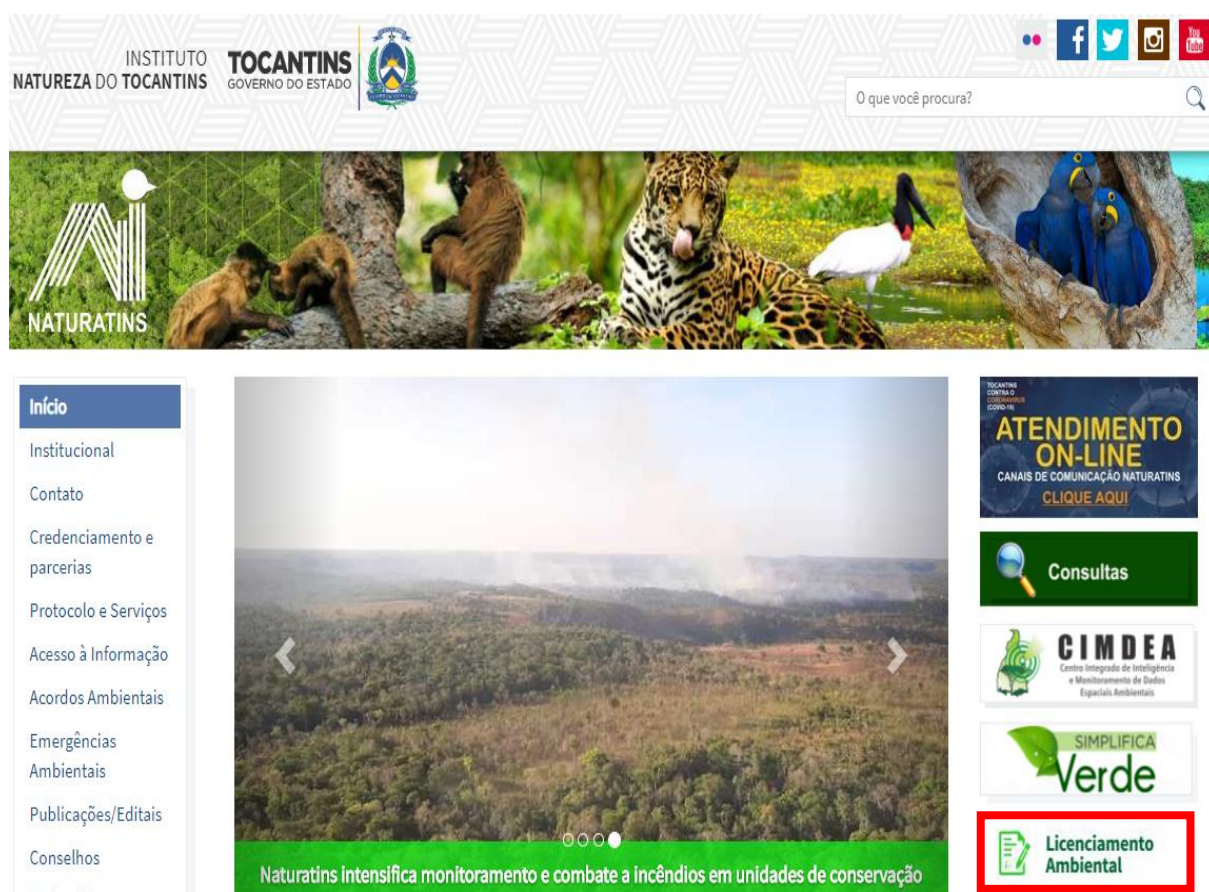 INSTITUTO
NATUREZA DO TOCANTINS
TOCANTINS
GOVERNO DO ESTADO
You
Tube
O que você procura?
NATURATINS
Início
Institucional
Contato
Credenciamento e
parcerias
Protocolo e Serviços
Acesso à Informação
Acordos Ambientais
Emergências
Ambientais
Publicações/Editais
Conselhos
Naturatins intensifica monitoramento e combate a incêndios em unidades de conservação
TOCANTINS
CONTRA O
CORONAVÍRUS
(COVID-19)
ATENDIMENTO
ON-LINE
CANAIS DE COMUNICAÇÃO NATURATINS
CLIQUE AQUI
Consultas
CIMDEA
Centro Integrado de Inteligência
e Monitoramento de Dados
Espaciais Ambientais
SIMPLIFICA
Verde
Licenciamento
Ambiental